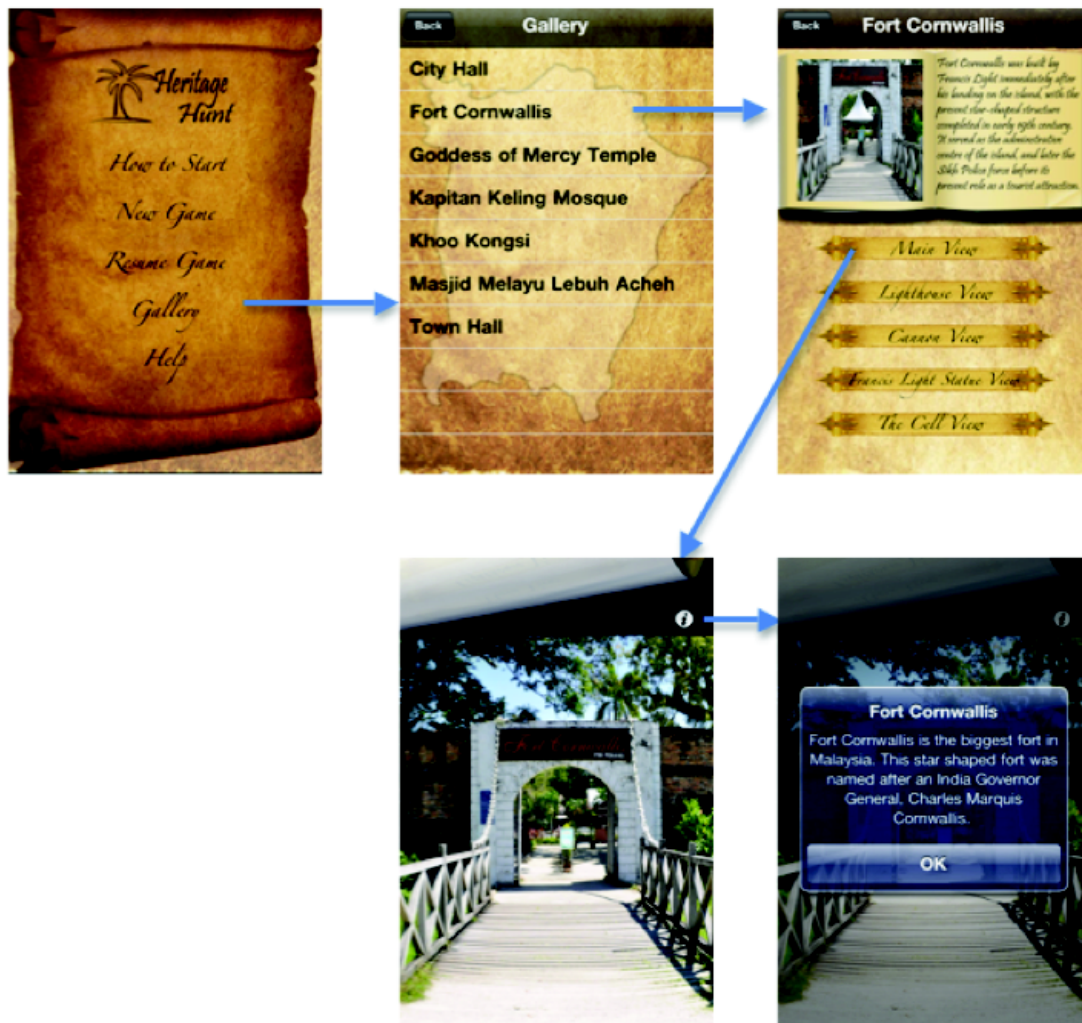 Heritage
Hunt
How to Start
New Game
Resume Game
Gallery
Help
Back
Gallery
City Hall
Fort Cornwallis
Goddess of Mercy Temple
Kapitan Keling Mosque
Khoo Kongsi
Masjid Melayu Lebuh Acheh
Town Hall
Back
Fort Cornwallis
Fort Cornwallis was built by
Francis Light immediately after
his landing on the island, with the
present star-shaped structure
completed in early 19th century.
It served as the administrative
centre of the island, and later the
Sikh Police force before its
present role as a tourist attraction.
Main View
Lighthouse View
Cannon View
Francis Light Statue View
The Cell View
i
Fort Cornwallis
i
Fort Cornwallis
Fort Cornwallis is the biggest fort in
Malaysia. This star shaped fort was
named after an India Governor
General, Charles Marquis
Cornwallis.
OK